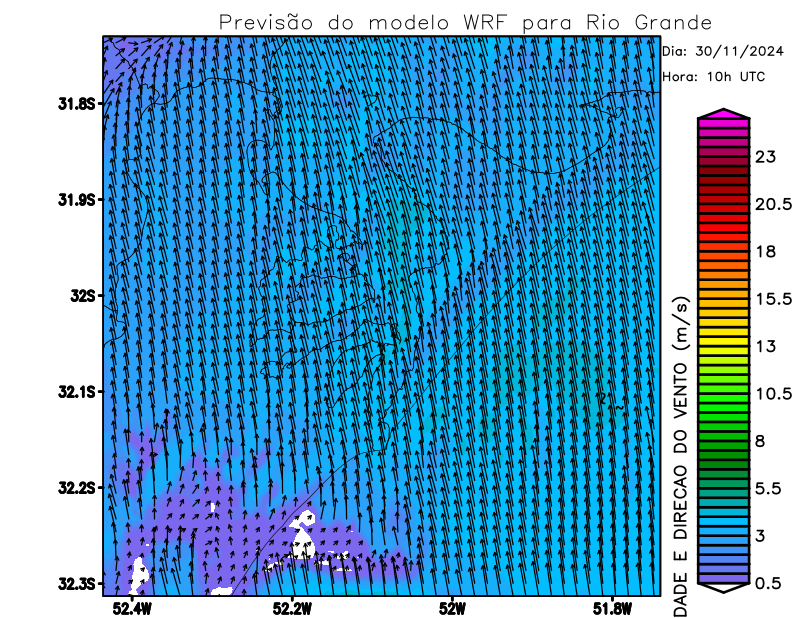 Previsão do modelo WRF para Rio Grande
Dia: 30/11/2024
Hora: 10h UTC
31.8S
31.9S
32S
32.1S
32.2S
32.3S
52.4W
52.2W
52W
51.8W
23
20.5
18
15.5
13
10.5
8
5.5
3
0.5
DADE E DIRECAO DO VENTO (m/s)